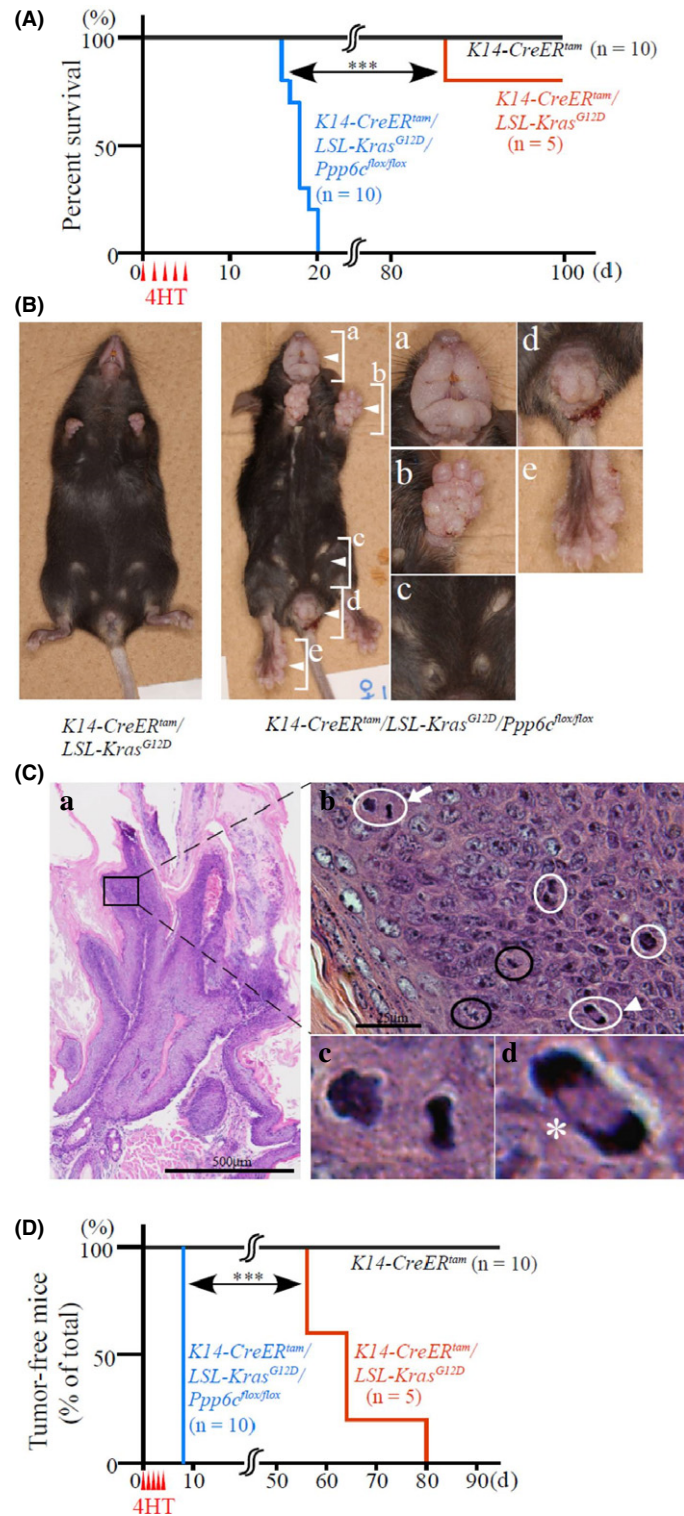 (A)
(%)
100
50
0
Percent survival
K14-CreERtam (n = 10)
***
K14-CreERtam/
LSL-KrasG12D/
Ppp6cflox/flox
(n = 10)
K14-CreERtam/
LSL-KrasG12D
(n = 5)
0 10 20 80 100 (d)
4HT
(B)
a
b
c
d
e
a
d
b
e
c
K14-CreERtam/
LSL-KrasG12D
K14-CreERtam/LSL-KrasG12D/Ppp6cflox/flox
(C)
a
500μm
b
25μm
c
d
*
(D)
(%)
100
50
0
Tumor-free mice
(% of total)
K14-CreERtam (n = 10)
***
K14-CreERtam/
LSL-KrasG12D/
Ppp6cflox/flox
(n = 10)
K14-CreERtam/
LSL-KrasG12D
(n = 5)
0 10 50 60 70 80 90(d)
4HT